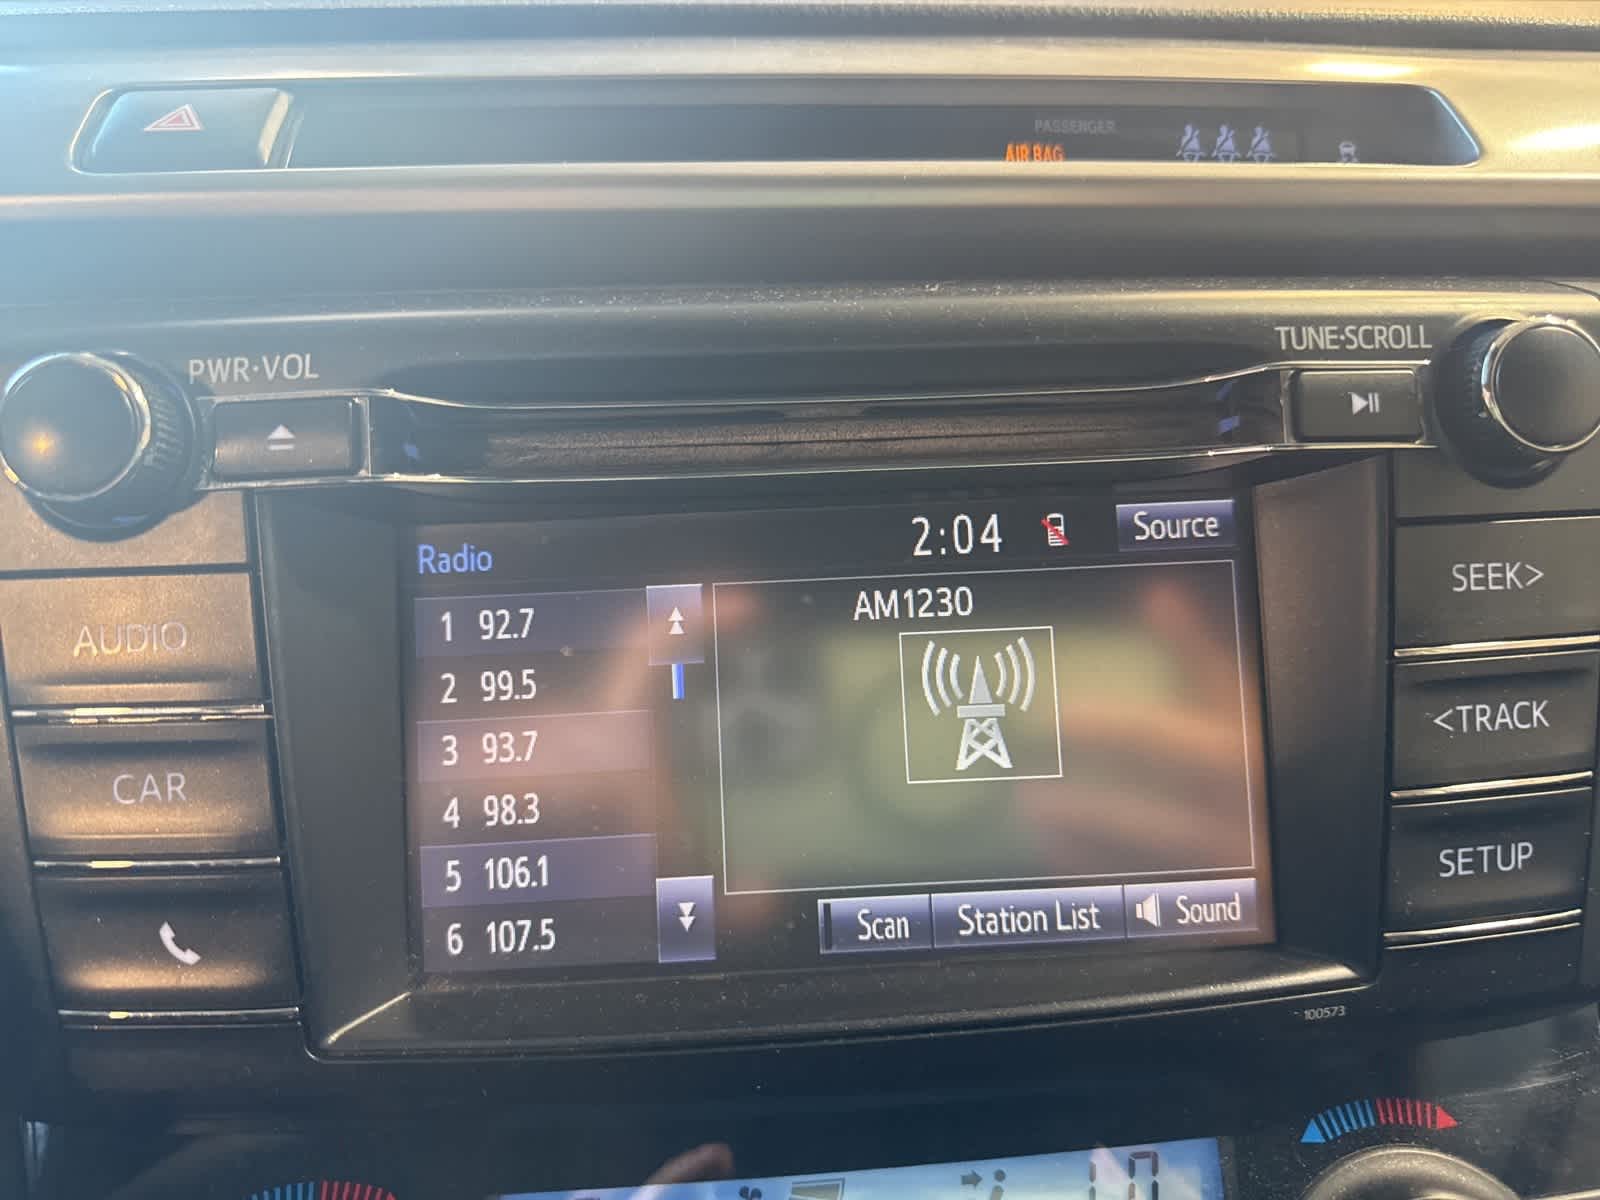 PASSENGER
AIR BAG
PWR·VOL
TUNE·SCROLL
AUDIO
CAR
Radio
2:04
Source
1 92.7
2 99.5
3 93.7
4 98.3
5 106.1
6 107.5
AM1230
Scan
Station List
Sound
SEEK>
<TRACK
SETUP
100573